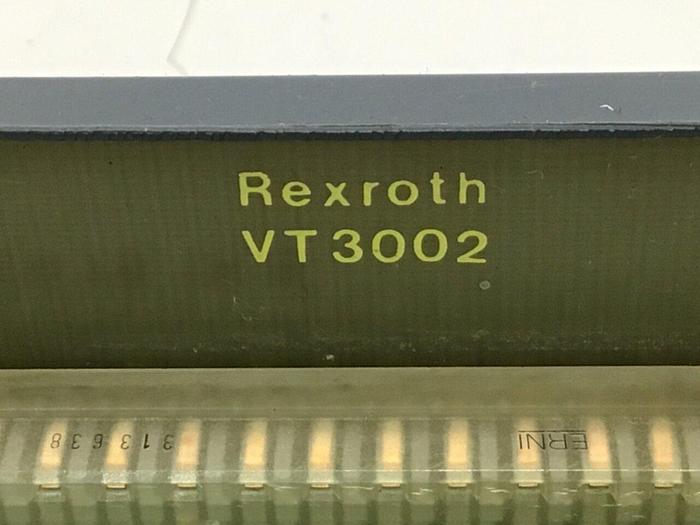 Rexroth
VT3002
313638
ERNI